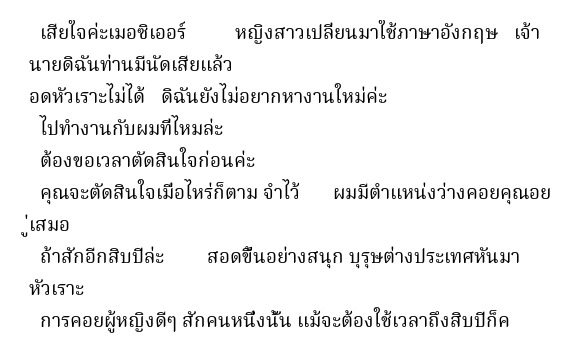 เสียใจค่ะเมอซิเออร์ หญิงสาวเปลี่ยนมาใช้ภาษาอังกฤษ เจ้า
นายดิฉันท่านมีนัดเสียแล้ว
อดหัวเราะไม่ได้ ดิฉันยังไม่อยากหางานใหม่ค่ะ
ไปทำงานกับผมที่ไหมล่ะ
ต้องขอเวลาตัดสินใจก่อนค่ะ
คุณจะตัดสินใจเมื่อไหร่ก็ตาม จำไว้ ผมมีตำแหน่งว่างคอยคุณอย
ู่เสมอ
ถ้าสักอีกสิบปีล่ะ สอดขึ้นอย่างสนุก บุรุษต่างประเทศหันมา
หัวเราะ
การคอยผู้หญิงดีๆ สักคนหนึ่งนั้น แม้จะต้องใช้เวลาถึงสิบปีก็ค